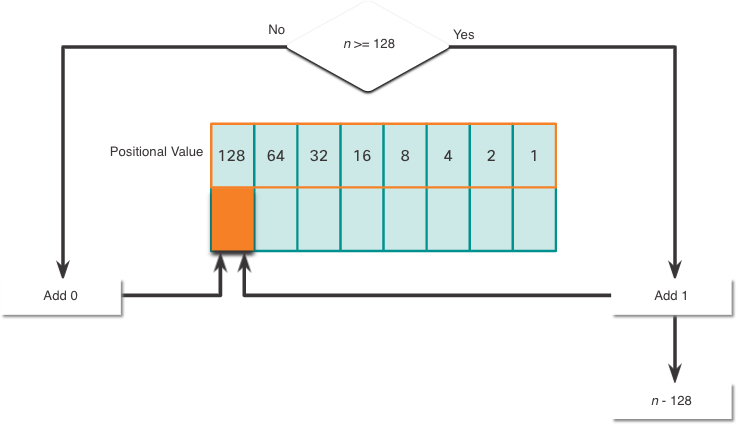 No
n >= 128
Yes
Positional Value
128 64 32 16 8 4 2 1
Add 0
Add 1
n - 128